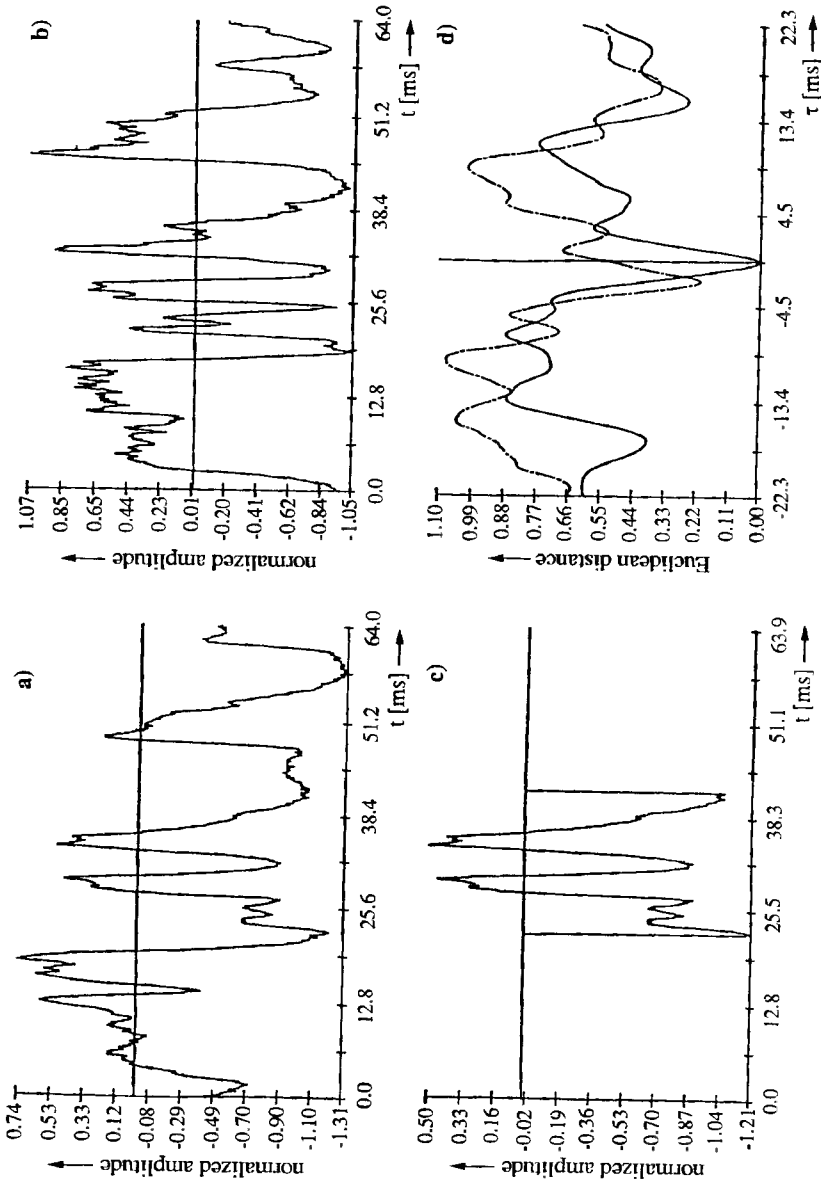 a)
normalized amplitude
0.74
0.53
0.33
0.12
-0.08
-0.29
-0.49
-0.70
-0.90
-1.10
-1.31
0.0 12.8 25.6 38.4 51.2 64.0
t [ms]
b)
normalized amplitude
1.07
0.85
0.65
0.44
0.23
0.01
-0.20
-0.41
-0.62
-0.84
-1.05
0.0 12.8 25.6 38.4 51.2 64.0
t [ms]
c)
normalized amplitude
0.50
0.33
0.16
-0.02
-0.19
-0.36
-0.53
-0.70
-0.87
-1.04
-1.21
0.0 12.8 25.5 38.3 51.1 63.9
t [ms]
d)
Euclidean distance
1.10
0.99
0.88
0.77
0.66
0.55
0.44
0.33
0.22
0.11
0.00
-22.3 -13.4 -4.5 4.5 13.4 22.3
τ [ms]